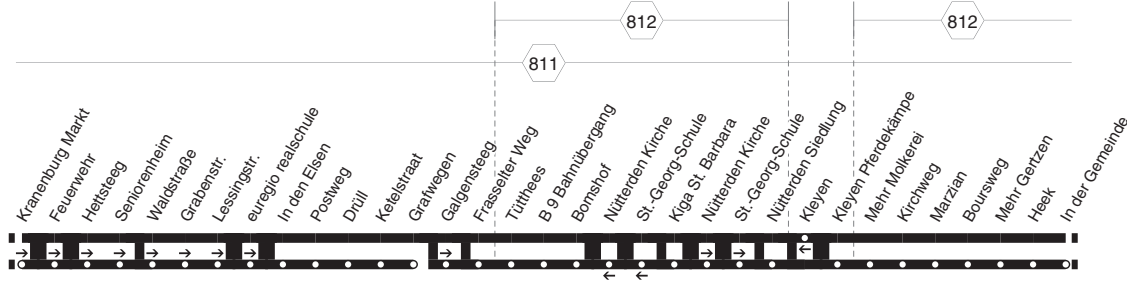 812
812
811
Kranenburg Markt
Feuerwehr
Hettsteeg
Seniorenheim
Waldstraße
Grabenstr.
Lessingstr.
euregio realschule
In den Elsen
Postweg
Drüll
Ketelstraat
Grafwegen
Galgensteeg
Frasselter Weg
Tütthees
B 9 Bahnübergang
Bomshof
Nütterden Kirche
St.-Georg-Schule
Kiga St. Barbara
Nütterden Kirche
St.-Georg-Schule
Nütterden Siedlung
Kleyen
Kleyen Pferdekämpe
Mehr Molkerei
Kirchweg
Marzian
Boursweg
Mehr Gertzen
Heek
In der Gemeinde